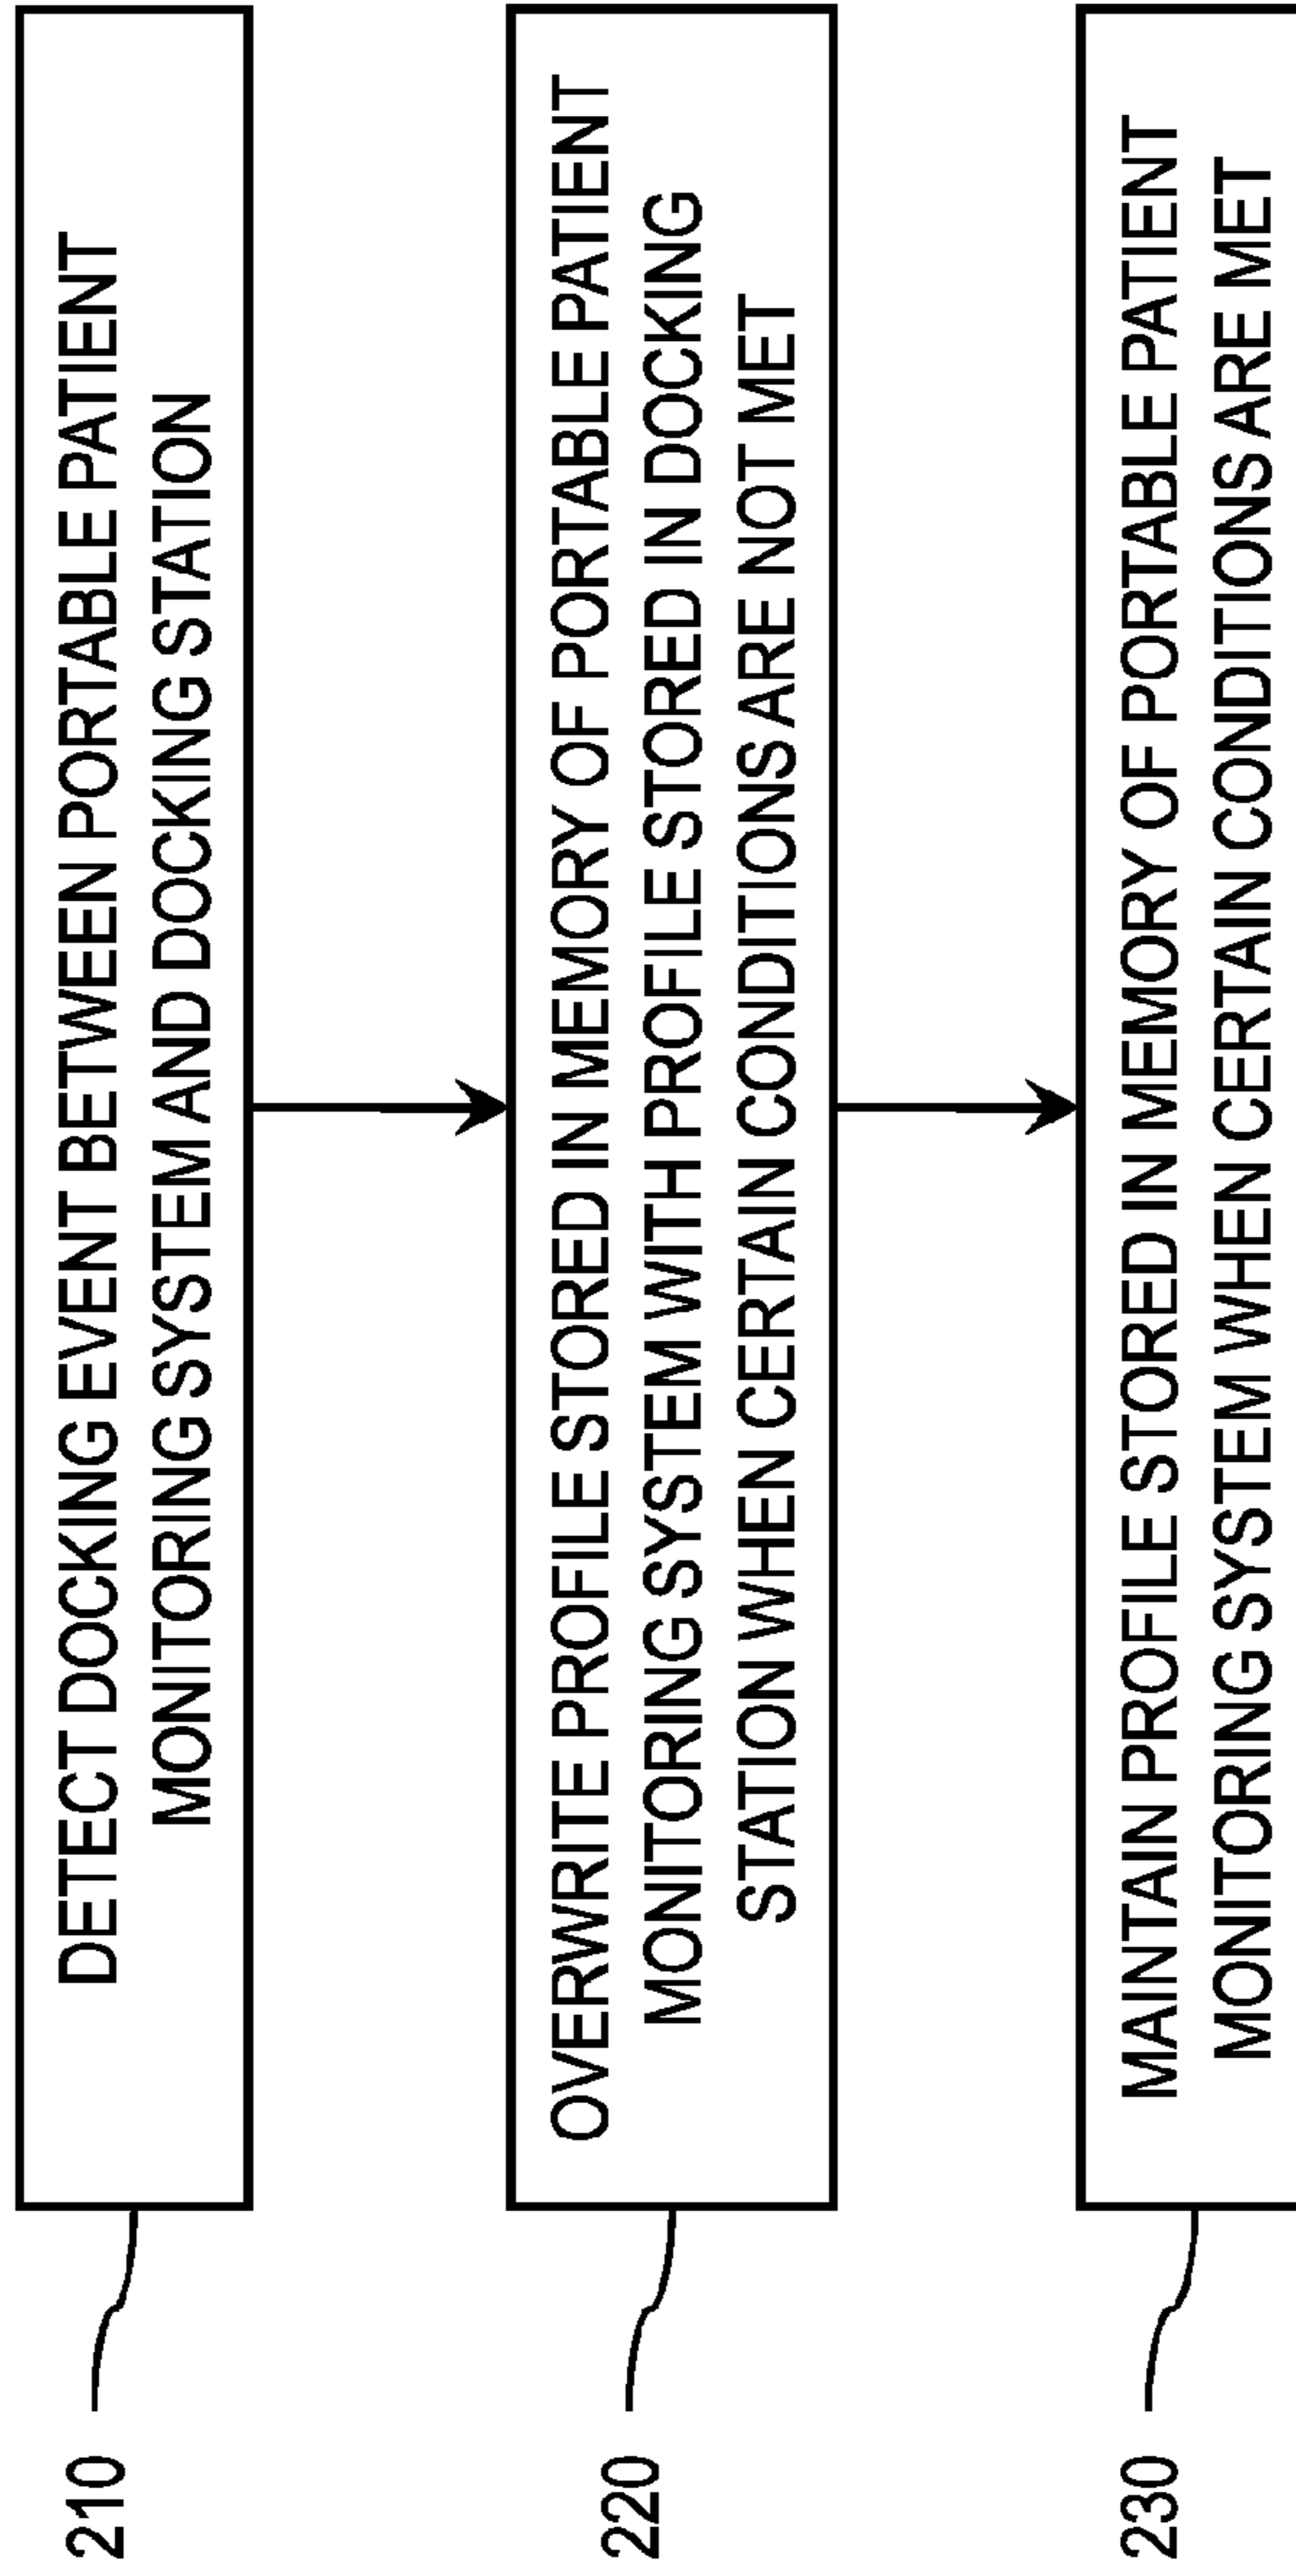 210
DETECT DOCKING EVENT BETWEEN PORTABLE PATIENT
MONITORING SYSTEM AND DOCKING STATION
220
OVERWRITE PROFILE STORED IN MEMORY OF PORTABLE PATIENT
MONITORING SYSTEM WITH PROFILE STORED IN DOCKING
STATION WHEN CERTAIN CONDITIONS ARE NOT MET
230
MAINTAIN PROFILE STORED IN MEMORY OF PORTABLE PATIENT
MONITORING SYSTEM WHEN CERTAIN CONDITIONS ARE MET